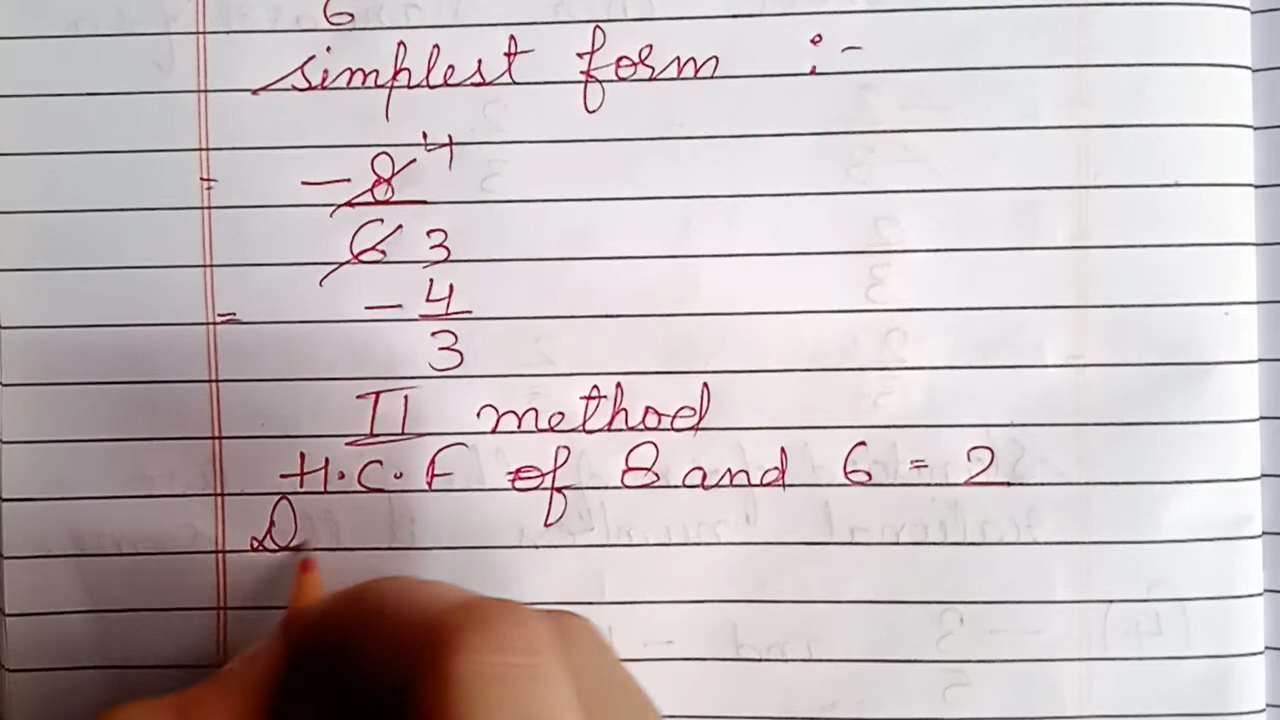 6
simplest form :-
= -8 4
6 3
= -4
3
II method
H.C.F of 8 and 6 = 2
D